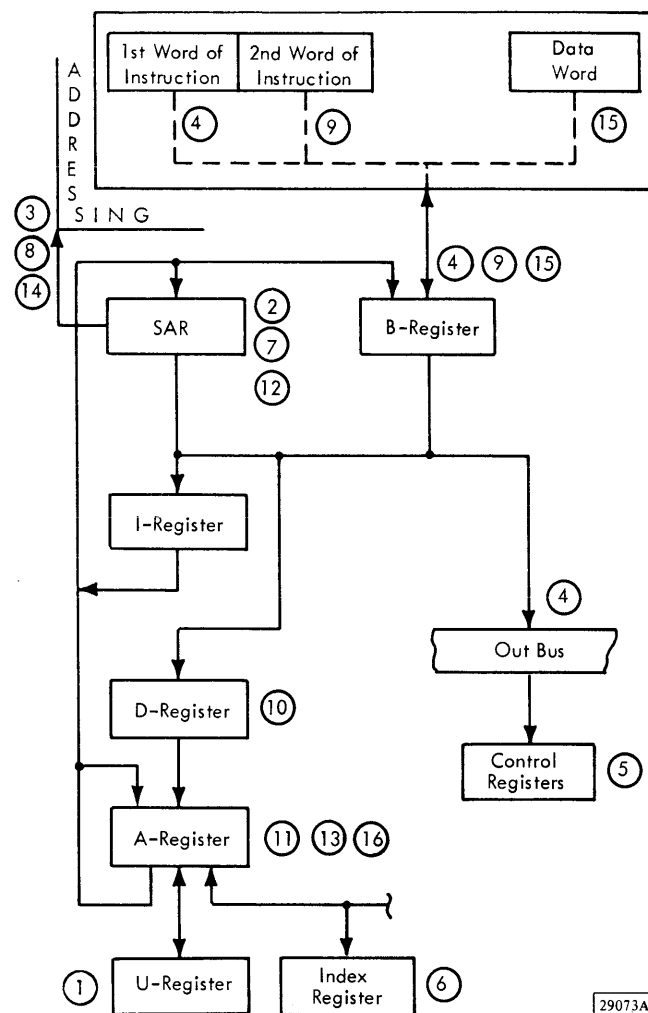 1st Word of
Instruction
2nd Word of
Instruction
Data
Word
4
9
15
ADDRES
SING
3
8
14
4 9 15
SAR
2
7
12
B-Register
I-Register
4
Out Bus
D-Register
10
Control
Registers
5
A-Register
11 13 16
1
U-Register
Index
Register
6
29073A